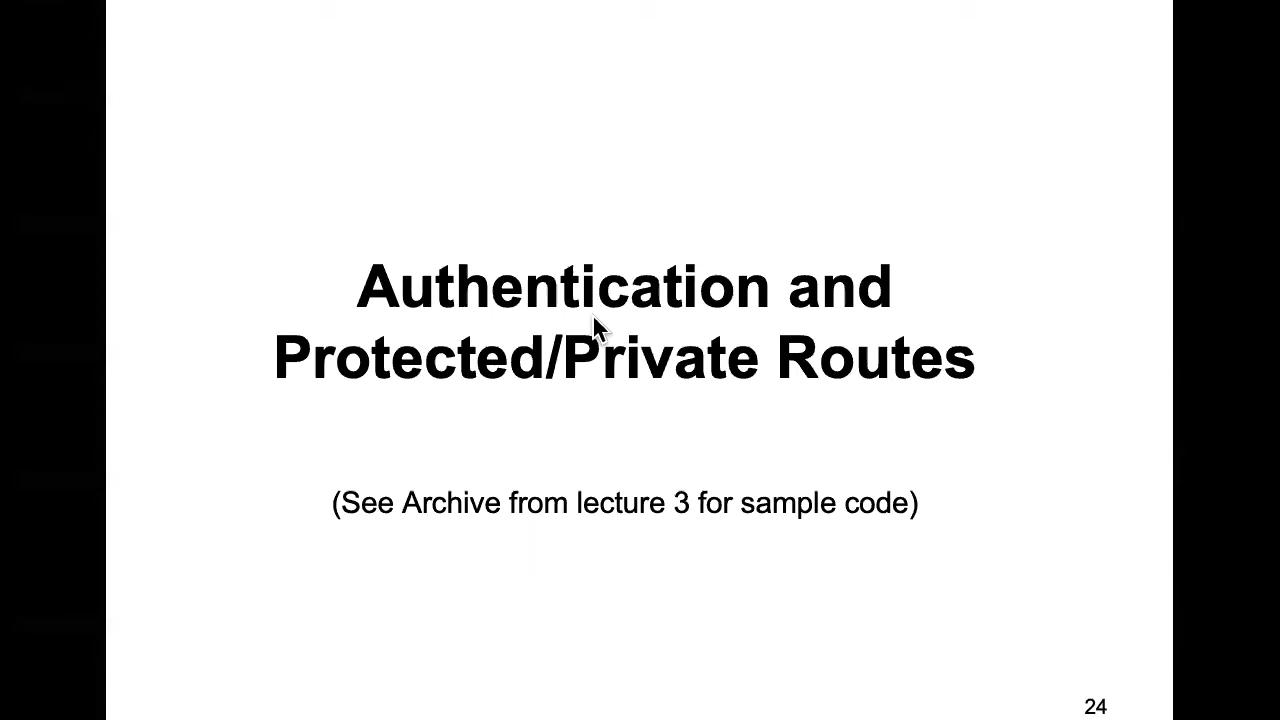 Authentication and
Protected/Private Routes
(See Archive from lecture 3 for sample code)
24